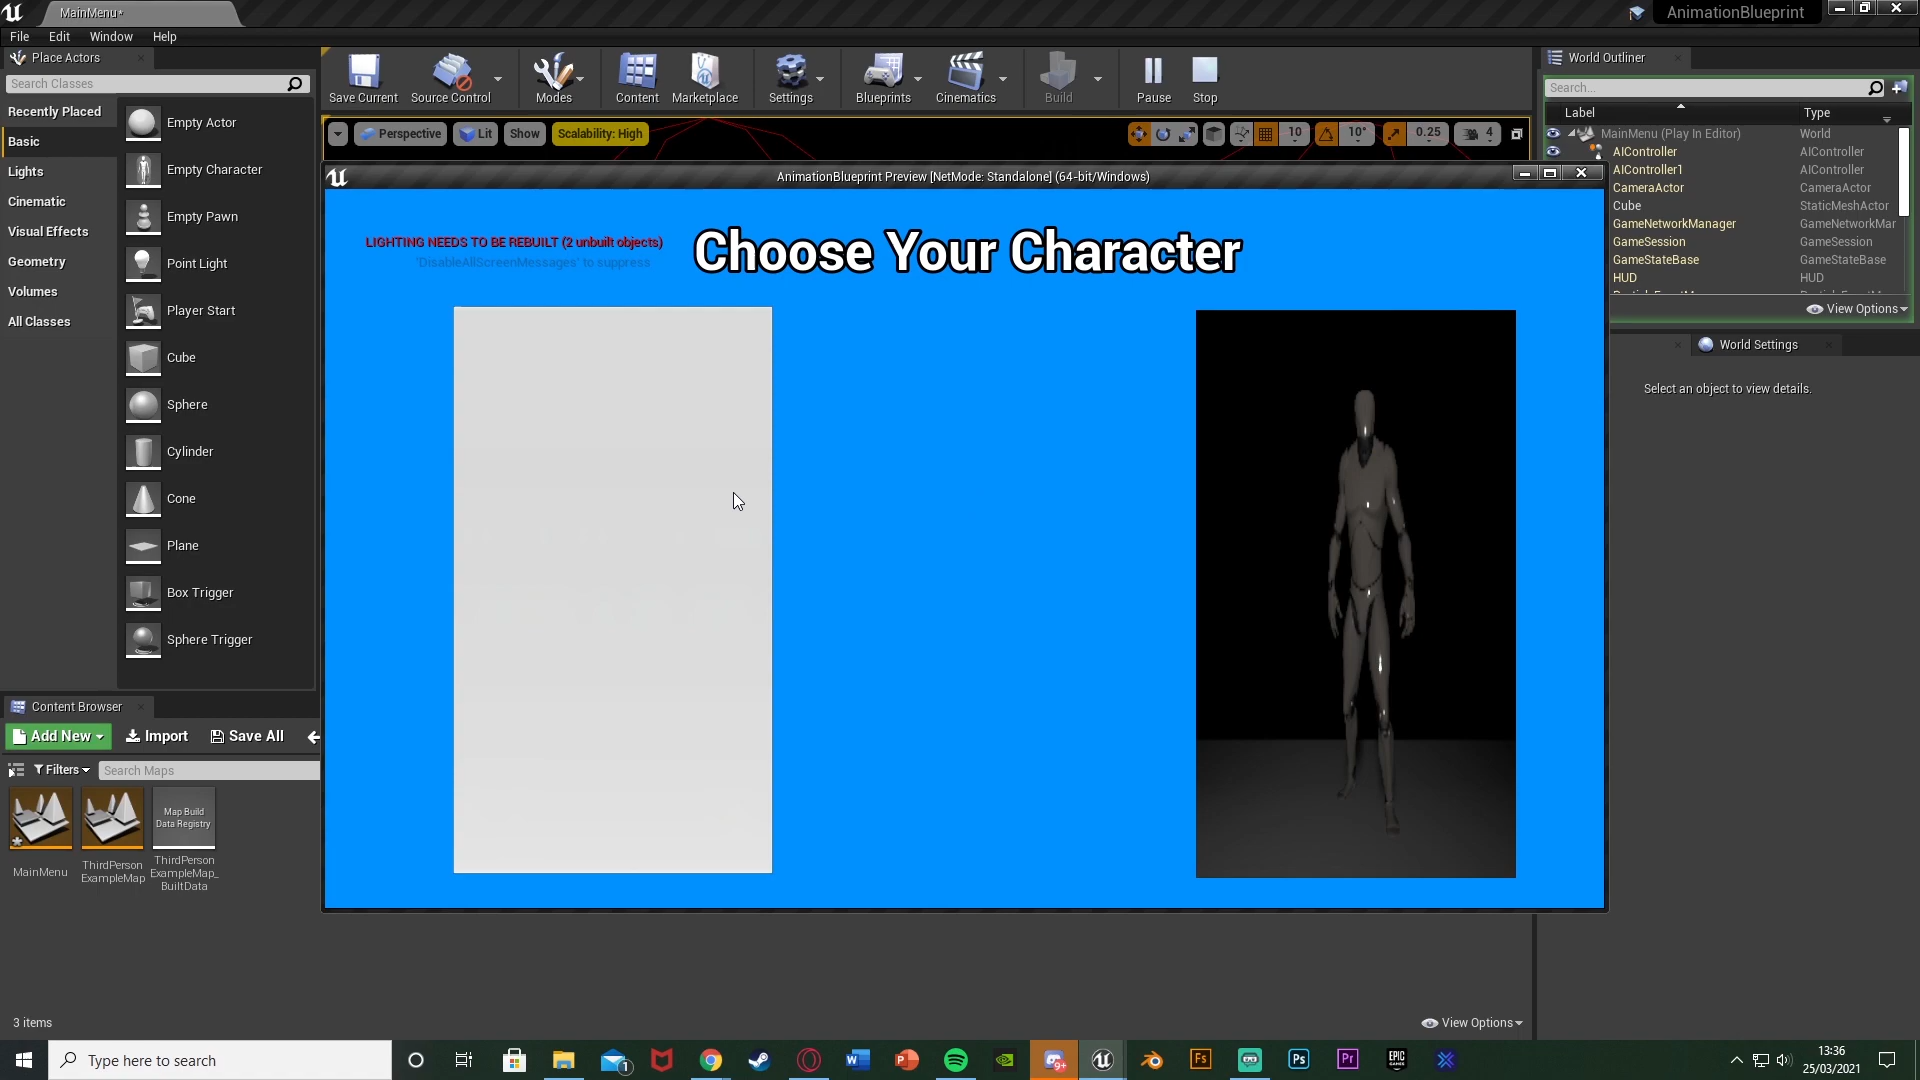 MainMenu*
AnimationBlueprint
File Edit Window Help
Place Actors
Search Classes
Recently Placed
Basic
Lights
Cinematic
Visual Effects
Geometry
Volumes
All Classes
Empty Actor
Empty Character
Empty Pawn
Point Light
Player Start
Cube
Sphere
Cylinder
Cone
Plane
Box Trigger
Sphere Trigger
Save Current Source Control Modes Content Marketplace Settings Blueprints Cinematics Build Pause Stop
Perspective Lit Show Scalability: High 10 10° 0.25 4
AnimationBlueprint Preview [NetMode: Standalone] (64-bit/Windows)
LIGHTING NEEDS TO BE REBUILT (2 unbuilt objects)
'DisableAllScreenMessages' to suppress
Choose Your Character
World Outliner
Search...
Label Type
MainMenu (Play In Editor) World
AIController AIController
AIController1 AIController
CameraActor CameraActor
Cube StaticMeshActor
GameNetworkManager GameNetworkMar
GameSession GameSession
GameStateBase GameStateBase
HUD HUD
View Options
World Settings
Select an object to view details.
Content Browser
Add New Import Save All
Filters Search Maps
Map Build
Data Registry
MainMenu
ThirdPerson
ExampleMap
ThirdPerson
ExampleMap_
BuiltData
3 items
View Options
Type here to search
1
W
P
9+
Fs
Ps
Pr
EPIC
GAMES
13:36
25/03/2021